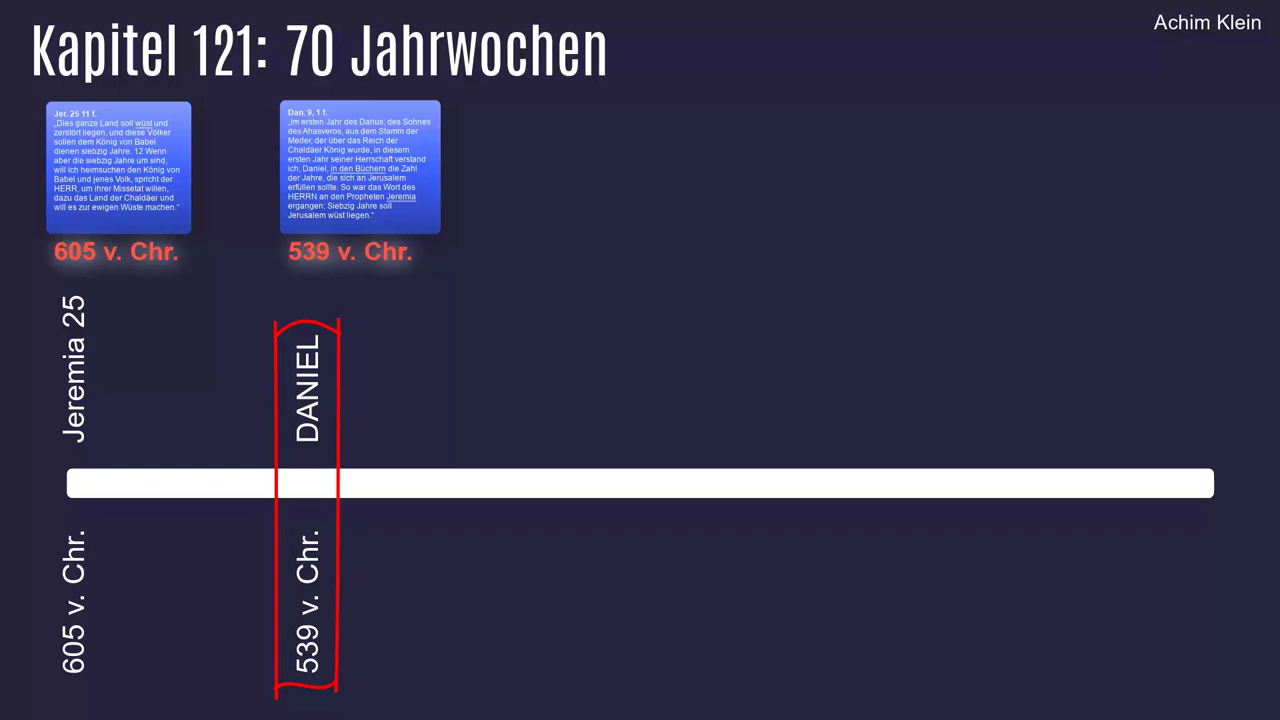 Achim Klein
Kapitel 121: 70 Jahrwochen
Jer. 25 11 f.
„Dies ganze Land soll wüst und
zerstört liegen, und diese Völker
sollen dem König von Babel
dienen siebzig Jahre. 12 Wenn
aber die siebzig Jahre um sind,
will ich heimsuchen den König von
Babel und jenes Volk, spricht der
HERR, um ihrer Missetat willen,
dazu das Land der Chaldäer und
will es zur ewigen Wüste machen.“
605 v. Chr.
Dan. 9, 1 f.
„Im ersten Jahr des Darius, des Sohnes
des Ahasveros, aus dem Stamm der
Meder, der über das Reich der
Chaldäer König wurde, in diesem
ersten Jahr seiner Herrschaft verstand
ich, Daniel, in den Büchern die Zahl
der Jahre, die sich an Jerusalem
erfüllen sollte. So war das Wort des
HERRN an den Propheten Jeremia
ergangen: Siebzig Jahre soll
Jerusalem wüst liegen.“
539 v. Chr.
Jeremia 25
DANIEL
605 v. Chr.
539 v. Chr.